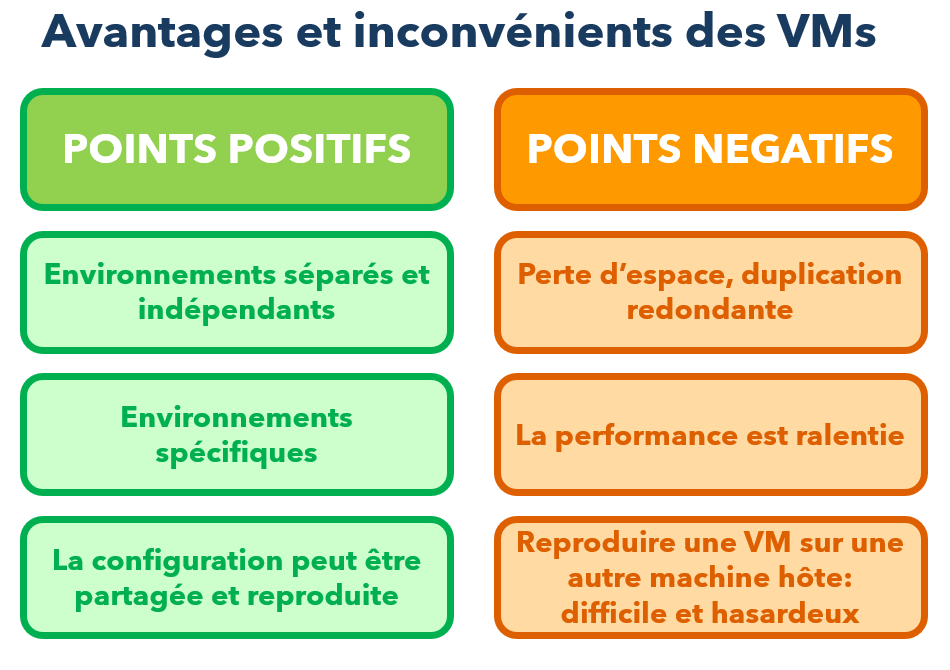 Avantages et inconvénients des VMs
POINTS POSITIFS
POINTS NEGATIFS
Environnements séparés et
indépendants
Perte d’espace, duplication
redondante
Environnements
spécifiques
La performance est ralentie
La configuration peut être
partagée et reproduite
Reproduire une VM sur une
autre machine hôte:
difficile et hasardeux